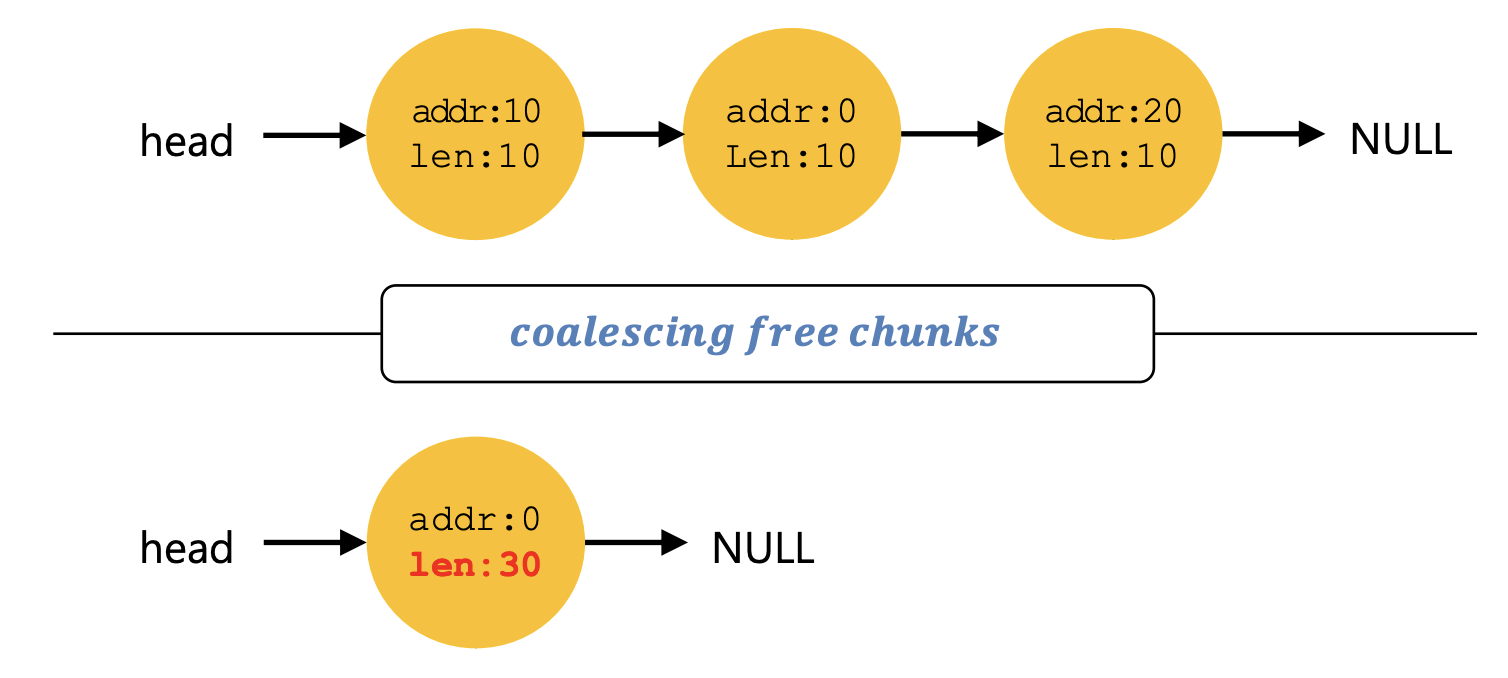 head
addr:10
len:10
addr:0
Len:10
addr:20
len:10
NULL
coalescing free chunks
head
addr:0
len:30
NULL